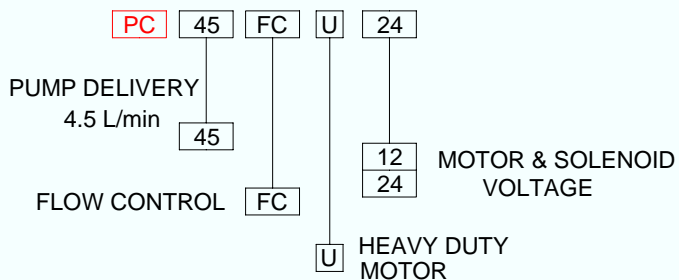 PC 45 FC U 24
PUMP DELIVERY
4.5 L/min
45
12
24
MOTOR & SOLENOID
VOLTAGE
FLOW CONTROL FC
U HEAVY DUTY
MOTOR